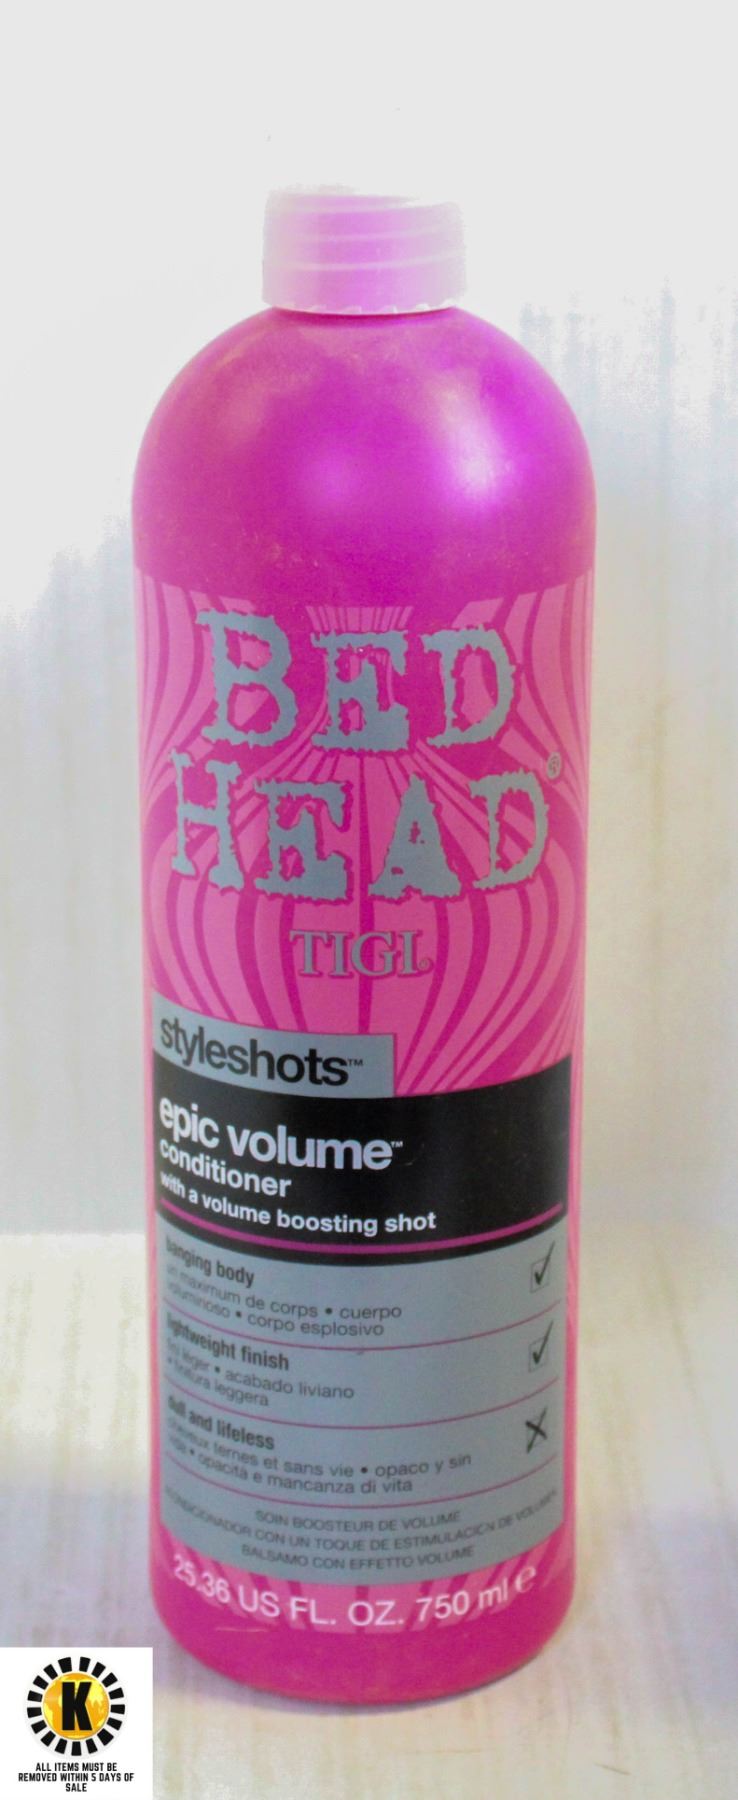 BED
HEAD®
TIGI®
styleshots™
epic volume™
conditioner
with a volume boosting shot
banging body
un maximum de corps • cuerpo
voluminoso • corpo esplosivo
lightweight finish
fini léger • acabado liviano
• finitura leggera
dull and lifeless
cheveux ternes et sans vie • opaco y sin
vida • opacità e mancanza di vita
SOIN BOOSTEUR DE VOLUME
ACONDICIONADOR CON UN TOQUE DE ESTIMULACIÓN DE VOLUMEN
BALSAMO CON EFFETTO VOLUME
25.36 US FL. OZ. 750 ml e
K
ALL ITEMS MUST BE
REMOVED WITHIN 5 DAYS OF
SALE